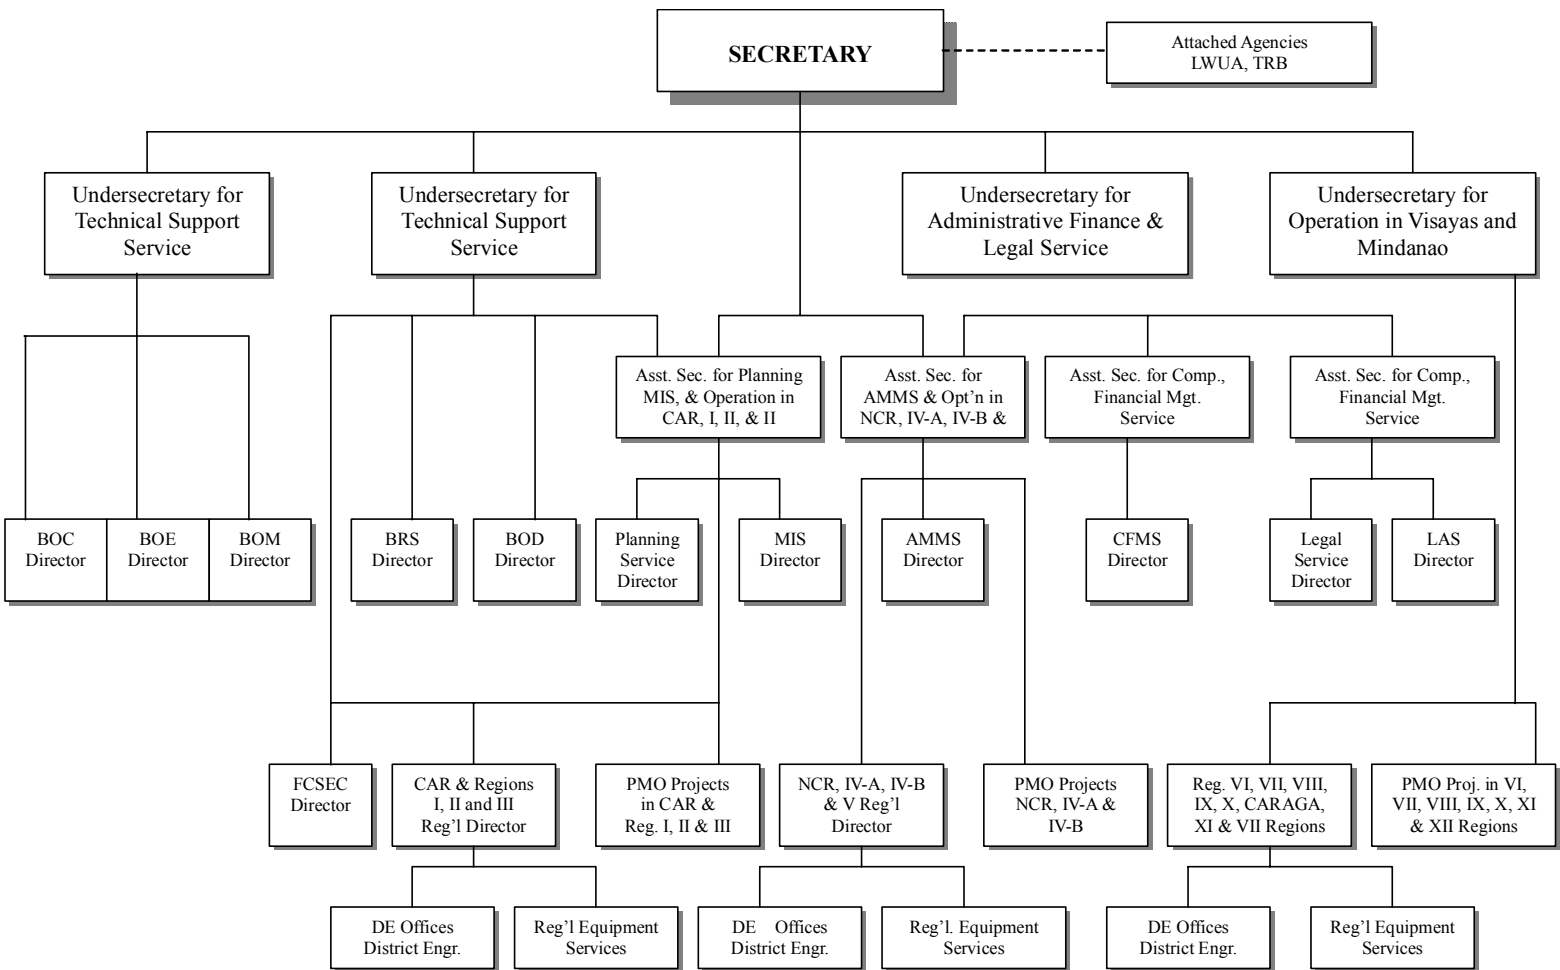 SECRETARY
Attached Agencies
LWUA, TRB
Undersecretary for
Technical Support
Service
Undersecretary for
Technical Support
Service
Undersecretary for
Administrative Finance &
Legal Service
Undersecretary for
Operation in Visayas and
Mindanao
Asst. Sec. for Planning
MIS, & Operation in
CAR, I, II, & II
Asst. Sec. for
AMMS & Opt’n in
NCR, IV-A, IV-B &
Asst. Sec. for Comp.,
Financial Mgt.
Service
Asst. Sec. for Comp.,
Financial Mgt.
Service
BOC
Director
BOE
Director
BOM
Director
BRS
Director
BOD
Director
Planning
Service
Director
MIS
Director
AMMS
Director
CFMS
Director
Legal
Service
Director
LAS
Director
FCSEC
Director
CAR & Regions
I, II and III
Reg’l Director
PMO Projects
in CAR &
Reg. I, II & III
NCR, IV-A, IV-B
& V Reg’l
Director
PMO Projects
NCR, IV-A &
IV-B
Reg. VI, VII, VIII,
IX, X, CARAGA,
XI & VII Regions
PMO Proj. in VI,
VII, VIII, IX, X, XI
& XII Regions
DE Offices
District Engr.
Reg’l Equipment
Services
DE Offices
District Engr.
Reg’l. Equipment
Services
DE Offices
District Engr.
Reg’l Equipment
Services